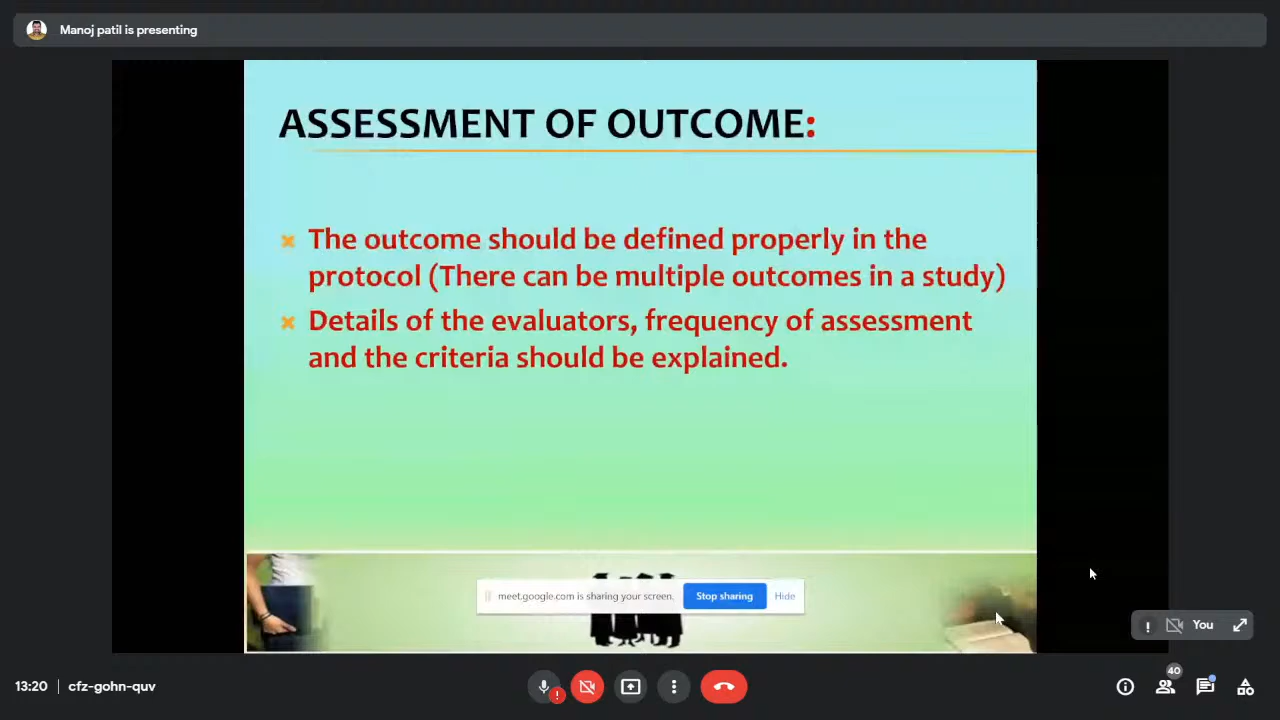 Manoj patil is presenting
ASSESSMENT OF OUTCOME:
The outcome should be defined properly in the
protocol (There can be multiple outcomes in a study)
Details of the evaluators, frequency of assessment
and the criteria should be explained.
meet.google.com is sharing your screen.
Stop sharing
Hide
You
40
13:20 | cfz-gohn-quv